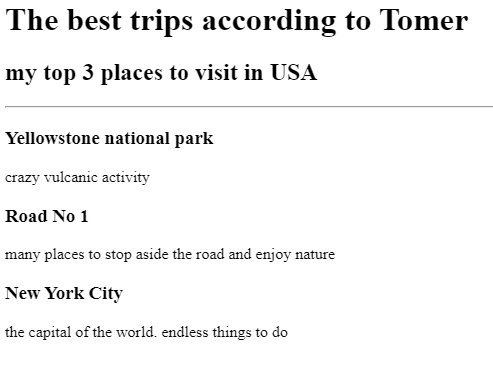 The best trips according to Tomer
my top 3 places to visit in USA
Yellowstone national park
crazy vulcanic activity
Road No 1
many places to stop aside the road and enjoy nature
New York City
the capital of the world. endless things to do